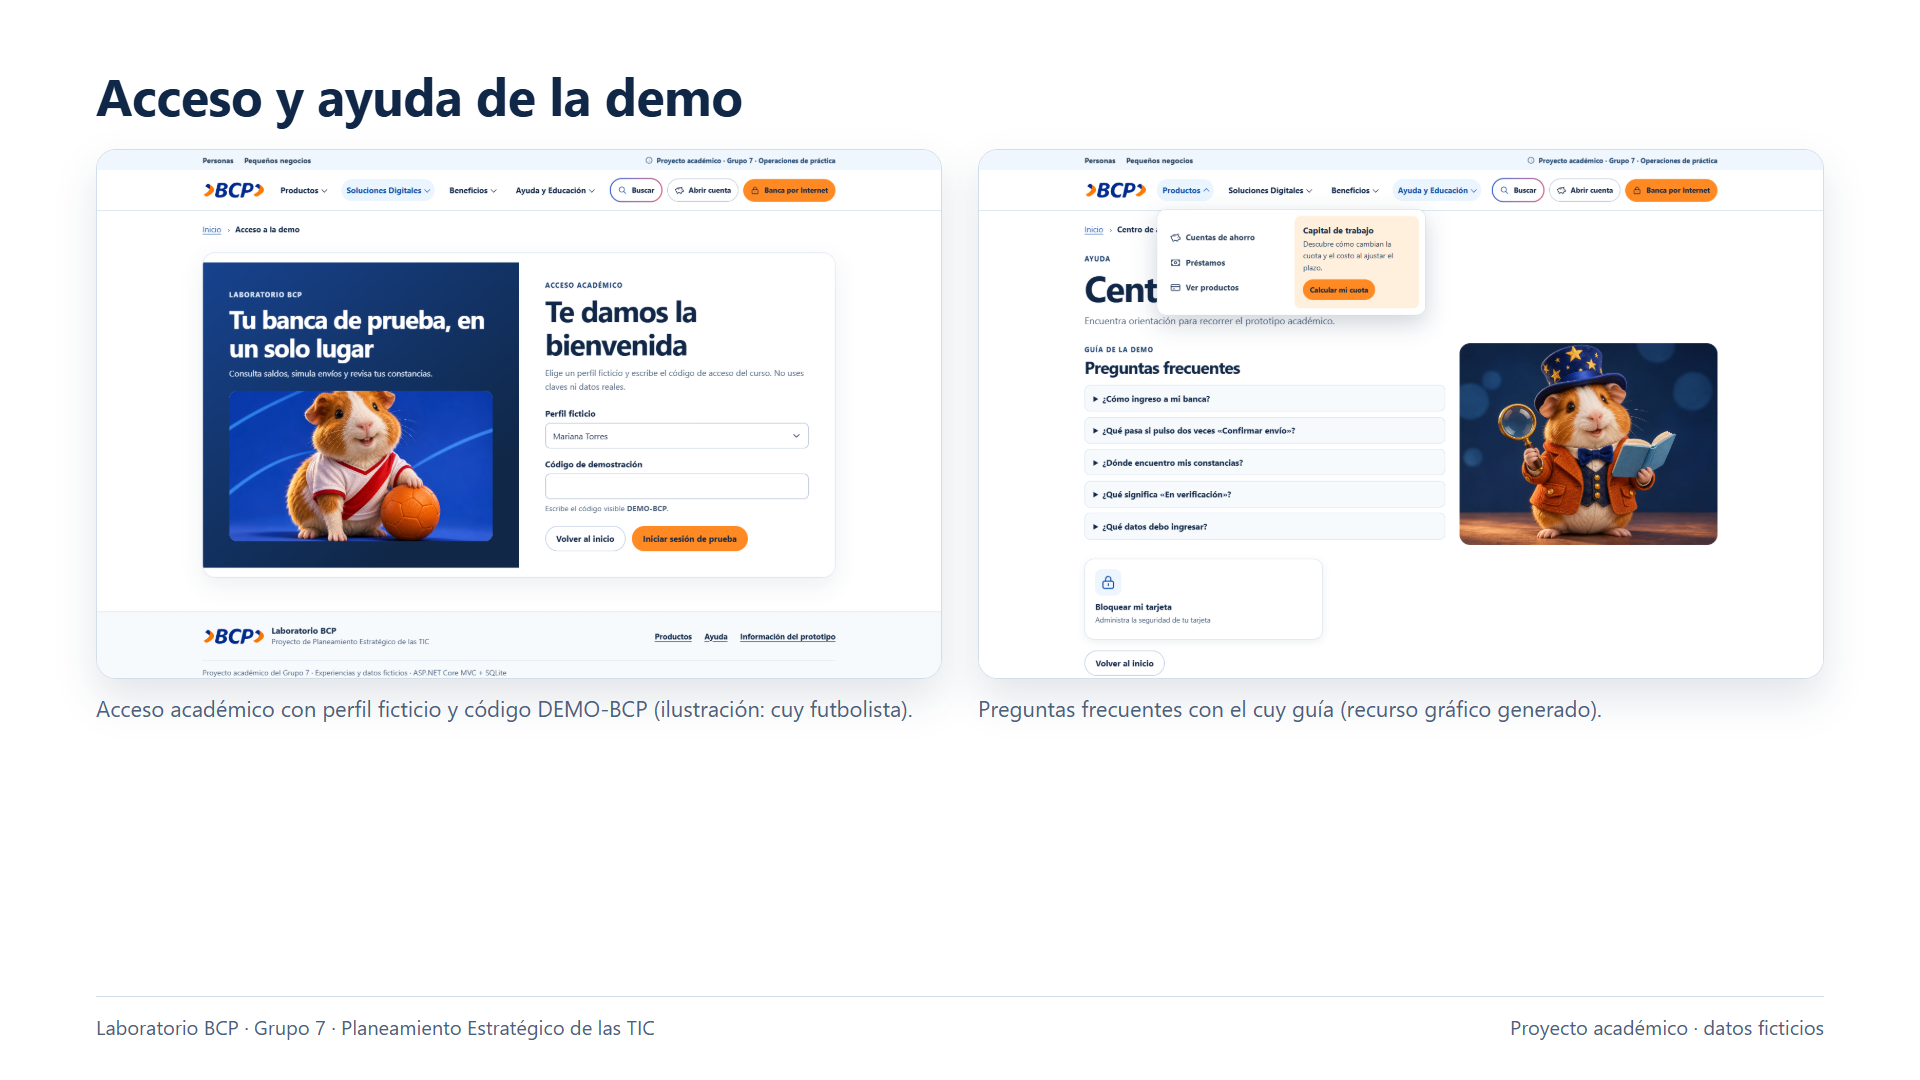 Acceso y ayuda de la demo
Personas Pequeños negocios
Proyecto académico · Grupo 7 · Operaciones de práctica
BCP Productos Soluciones Digitales Beneficios Ayuda y Educación Buscar Abrir cuenta Banca por Internet
Inicio › Acceso a la demo
LABORATORIO BCP
Tu banca de prueba, en
un solo lugar
Consulta saldos, simula envíos y revisa tus constancias.
ACCESO ACADÉMICO
Te damos la
bienvenida
Elige un perfil ficticio y escribe el código de acceso del curso. No uses
claves ni datos reales.
Perfil ficticio
Mariana Torres
Código de demostración
Escribe el código visible DEMO-BCP.
Volver al inicio Iniciar sesión de prueba
BCP Laboratorio BCP
Proyecto de Planeamiento Estratégico de las TIC
Productos Ayuda Información del prototipo
Proyecto académico del Grupo 7 · Experiencias y datos ficticios · ASP.NET Core MVC + SQLite
Acceso académico con perfil ficticio y código DEMO-BCP (ilustración: cuy futbolista).
Personas Pequeños negocios
Proyecto académico · Grupo 7 · Operaciones de práctica
BCP Productos Soluciones Digitales Beneficios Ayuda y Educación Buscar Abrir cuenta Banca por Internet
Inicio › Centro de
Cuentas de ahorro
Préstamos
Ver productos
Capital de trabajo
Descubre cómo cambian la
cuota y el costo al ajustar el
plazo.
Calcular mi cuota
AYUDA
Cent
Encuentra orientación para recorrer el prototipo académico.
GUÍA DE LA DEMO
Preguntas frecuentes
¿Cómo ingreso a mi banca?
¿Qué pasa si pulso dos veces «Confirmar envío»?
¿Dónde encuentro mis constancias?
¿Qué significa «En verificación»?
¿Qué datos debo ingresar?
Bloquear mi tarjeta
Administra la seguridad de tu tarjeta
Volver al inicio
Preguntas frecuentes con el cuy guía (recurso gráfico generado).
Laboratorio BCP · Grupo 7 · Planeamiento Estratégico de las TIC
Proyecto académico · datos ficticios